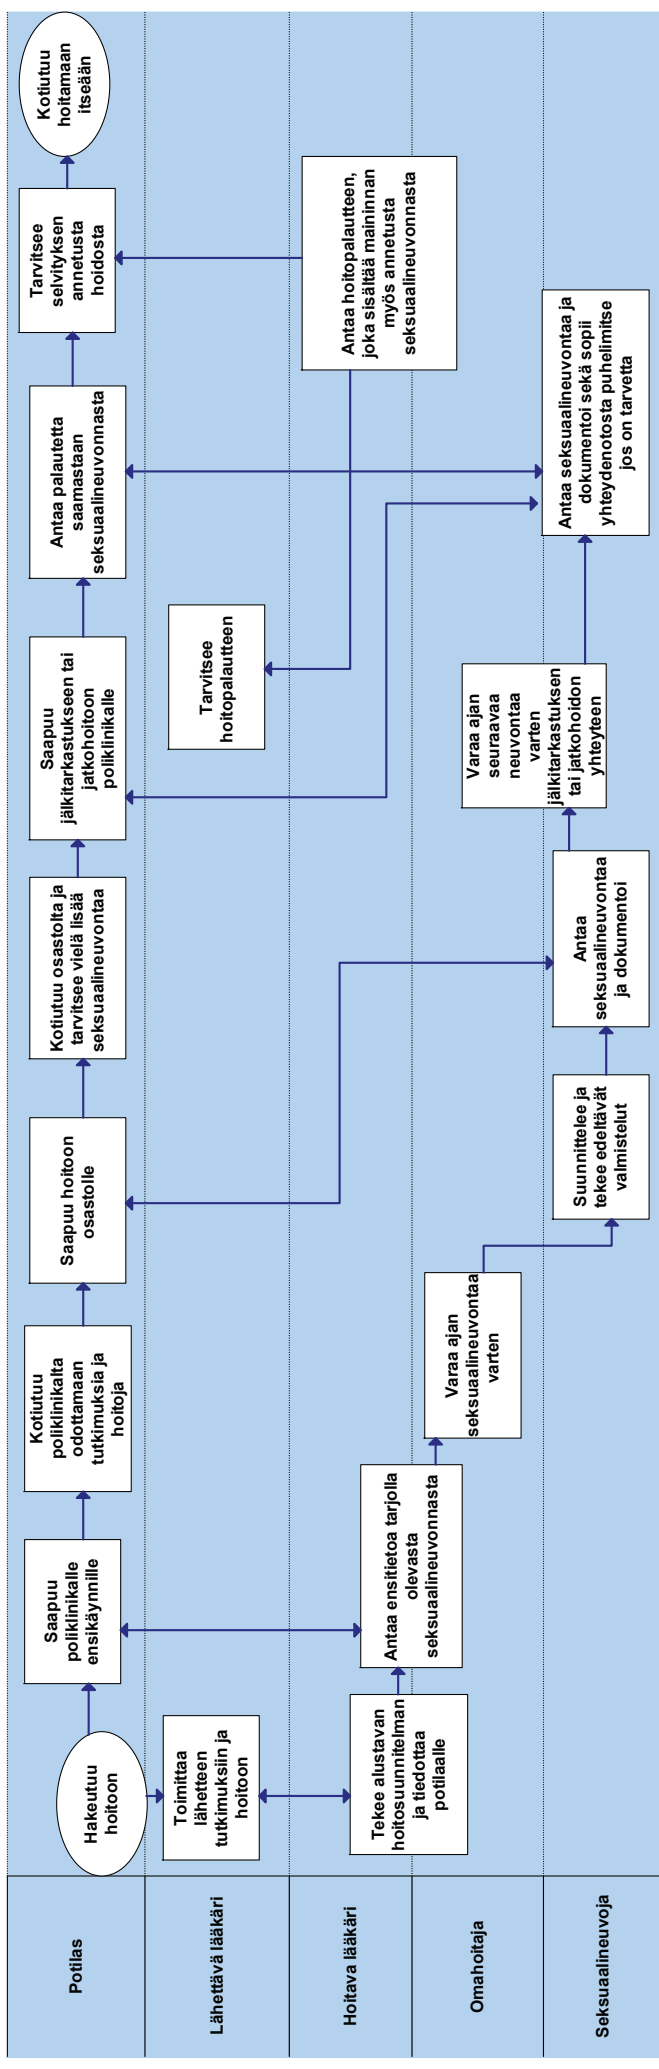 Potilas
Hakeutuu
hoitoon
Saapuu
poliklinikalle
ensikäynnille
Kotiutuu
poliklinikalta
odottamaan
tutkimuksia ja
hoitoja
Saapuu hoitoon
osastolle
Kotiutuu osastolta ja
tarvitsee vielä lisää
seksuaalineuvontaa
Saapuu
jälkitarkastukseen tai
jatkohoitoon
poliklinikalle
Antaa palautetta
saamastaan
seksuaalineuvonnasta
Tarvitsee
selvityksen
annetusta
hoidosta
Kotiutuu
hoitamaan
itseään
Lähettävä lääkäri
Toimittaa
lähetteen
tutkimuksiin ja
hoitoon
Tarvitsee
hoitopalautteen
Hoitava lääkäri
Tekee alustavan
hoitosuunnitelman
ja tiedottaa
potilaalle
Antaa ensitietoa tarjolla
olevasta
seksuaalineuvonnasta
Antaa hoitopalautteen,
joka sisältää maininnan
myös annetusta
seksuaalineuvonnasta
Omahoitaja
Varaa ajan
seksuaalineuvontaa
varten
Varaa ajan
seuraavaa
neuvontaa
varten
jälkitarkastuksen
tai jatkohoidon
yhteyteen
Seksuaalineuvoja
Suunnittelee ja
tekee edeltävät
valmistelut
Antaa
seksuaalineuvontaa
ja dokumentoi
Antaa seksuaalineuvontaa ja
dokumentoi sekä sopii
yhteydenotosta puhelimitse
jos on tarvetta